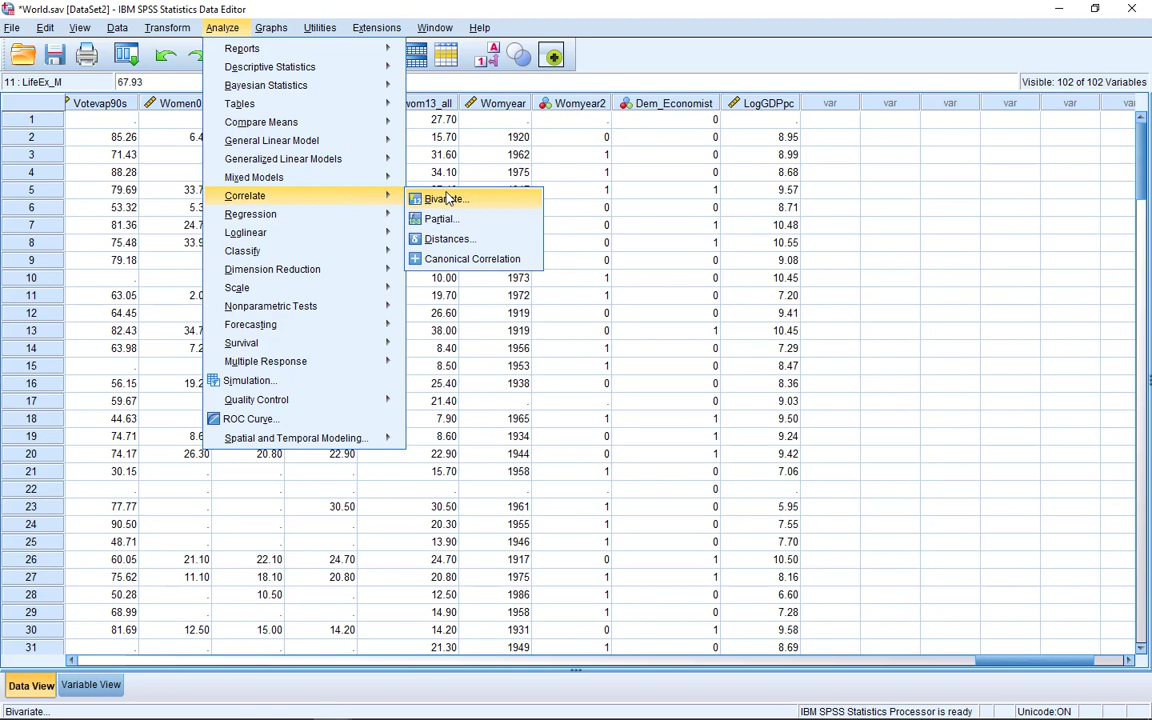 *World.sav [DataSet2] - IBM SPSS Statistics Data Editor
File Edit View Data Transform Analyze Graphs Utilities Extensions Window Help
11 : LifeEx_M 67.93 Visible: 102 of 102 Variables
Votevap90s Women0 wom13_all Womyear Womyear2 Dem_Economist LogGDPpc var var var var var
1 . 27.70 . . 0 .
2 85.26 6.4 15.70 1920 0 0 8.95
3 71.43 31.60 1962 1 0 8.99
4 88.28 34.10 1975 1 0 8.68
5 79.69 33.7 1 9.57
6 53.32 5.3 0 8.71
7 81.36 24.7 1 10.48
8 75.48 33.9 1 10.55
9 79.18 0 9.08
10 . 10.00 1973 1 0 10.45
11 63.05 2.0 19.70 1972 1 0 7.20
12 64.45 26.60 1919 0 0 9.41
13 82.43 34.7 38.00 1919 0 1 10.45
14 63.98 7.2 8.40 1956 1 0 7.29
15 . 8.50 1953 1 0 8.47
16 56.15 19.2 25.40 1938 0 0 8.36
17 59.67 21.40 . . 0 9.03
18 44.63 7.90 1965 1 1 9.50
19 74.71 8.6 8.60 1934 0 1 9.24
20 74.17 26.30 20.80 22.90 22.90 1944 0 1 9.42
21 30.15 . . . 15.70 1958 1 0 7.06
22 . . . . . . . 0 .
23 77.77 . . 30.50 30.50 1961 1 0 5.95
24 90.50 . . . 20.30 1955 1 0 7.55
25 48.71 . . . 13.90 1946 1 0 7.70
26 60.05 21.10 22.10 24.70 24.70 1917 0 1 10.50
27 75.62 11.10 18.10 20.80 20.80 1975 1 1 8.16
28 50.28 . 10.50 . 12.50 1986 1 0 6.60
29 68.99 . . . 14.90 1958 1 0 7.28
30 81.69 12.50 15.00 14.20 14.20 1931 0 1 9.58
31 . . . . 21.30 1949 1 0 8.69
Reports
Descriptive Statistics
Bayesian Statistics
Tables
Compare Means
General Linear Model
Generalized Linear Models
Mixed Models
Correlate
Regression
Loglinear
Classify
Dimension Reduction
Scale
Nonparametric Tests
Forecasting
Survival
Multiple Response
Simulation...
Quality Control
ROC Curve...
Spatial and Temporal Modeling...
Bivariate...
Partial...
Distances...
Canonical Correlation
Data View Variable View
Bivariate... IBM SPSS Statistics Processor is ready Unicode:ON